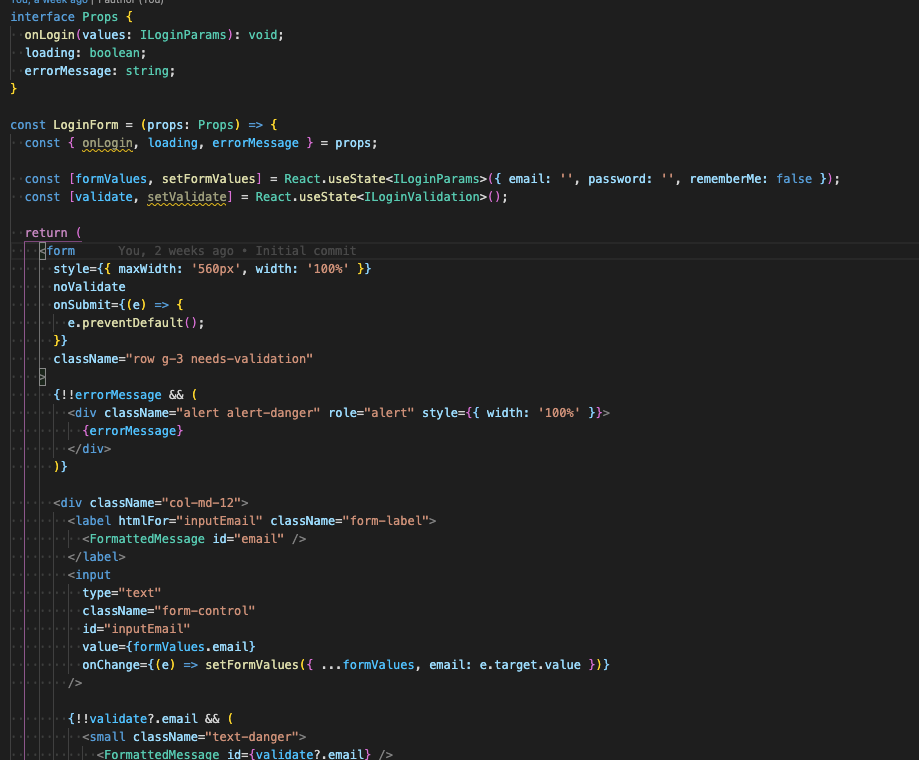 You, a week ago | 1 author (You)
interface Props {
  onLogin(values: ILoginParams): void;
  loading: boolean;
  errorMessage: string;
}

const LoginForm = (props: Props) => {
  const { onLogin, loading, errorMessage } = props;

  const [formValues, setFormValues] = React.useState<ILoginParams>({ email: '', password: '', rememberMe: false });
  const [validate, setValidate] = React.useState<ILoginValidation>();

  return (
    <form      You, 2 weeks ago • Initial commit
      style={{ maxWidth: '560px', width: '100%' }}
      noValidate
      onSubmit={(e) => {
        e.preventDefault();
      }}
      className="row g-3 needs-validation"
    >
      {!!errorMessage && (
        <div className="alert alert-danger" role="alert" style={{ width: '100%' }}>
          {errorMessage}
        </div>
      )}

      <div className="col-md-12">
        <label htmlFor="inputEmail" className="form-label">
          <FormattedMessage id="email" />
        </label>
        <input
          type="text"
          className="form-control"
          id="inputEmail"
          value={formValues.email}
          onChange={(e) => setFormValues({ ...formValues, email: e.target.value })}
        />

        {!!validate?.email && (
          <small className="text-danger">
            <FormattedMessage id={validate?.email} />